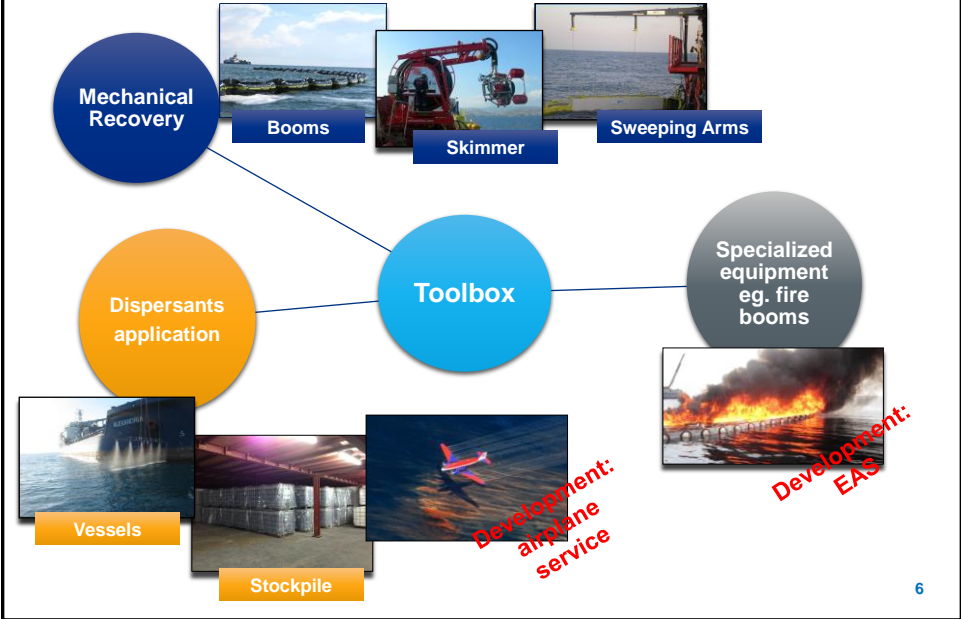 Mechanical
Recovery
Booms
Skimmer
Sweeping Arms
Toolbox
Specialized
equipment
eg. fire
booms
Dispersants
application
Vessels
Stockpile
Development:
airplane
service
Development:
EAS
ALEXANDRIA
6